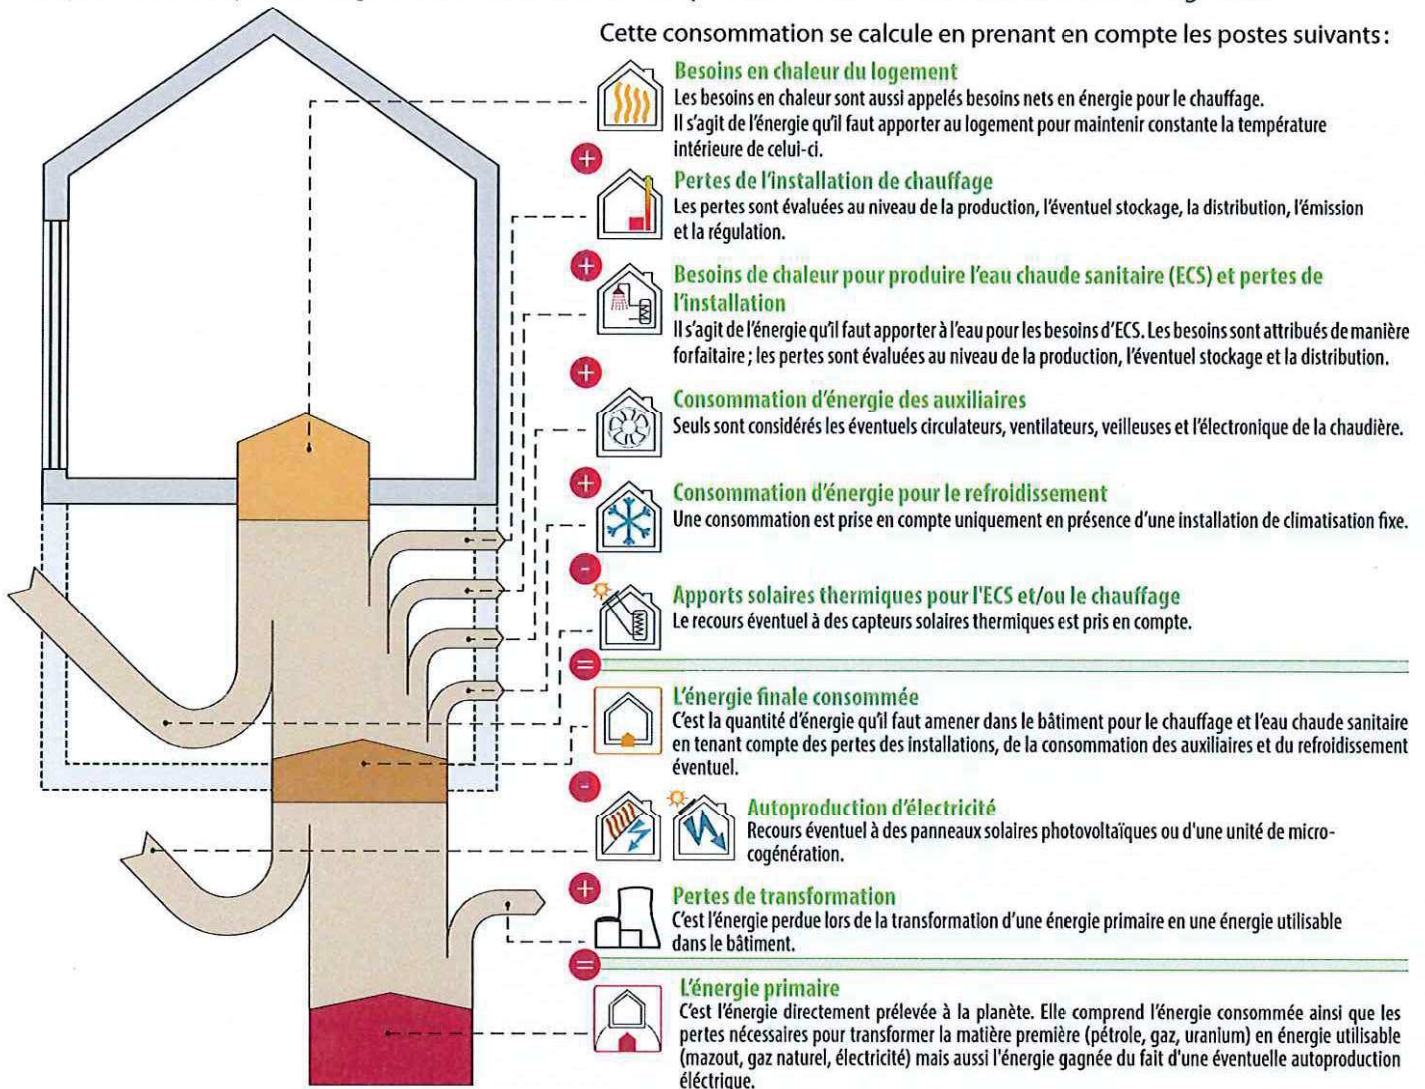 Cette consommation se calcule en prenant en compte les postes suivants :
Besoins en chaleur du logement
Les besoins en chaleur sont aussi appelés besoins nets en énergie pour le chauffage.
Il s'agit de l'énergie qu'il faut apporter au logement pour maintenir constante la température
intérieure de celui-ci.
+
Pertes de l'installation de chauffage
Les pertes sont évaluées au niveau de la production, l'éventuel stockage, la distribution, l'émission
et la régulation.
+
Besoins de chaleur pour produire l'eau chaude sanitaire (ECS) et pertes de
l'installation
Il s'agit de l'énergie qu'il faut apporter à l'eau pour les besoins d'ECS. Les besoins sont attribués de manière
forfaitaire ; les pertes sont évaluées au niveau de la production, l'éventuel stockage et la distribution.
+
Consommation d'énergie des auxiliaires
Seuls sont considérés les éventuels circulateurs, ventilateurs, veilleuses et l'électronique de la chaudière.
+
Consommation d'énergie pour le refroidissement
Une consommation est prise en compte uniquement en présence d'une installation de climatisation fixe.
-
Apports solaires thermiques pour l'ECS et/ou le chauffage
Le recours éventuel à des capteurs solaires thermiques est pris en compte.
=
L'énergie finale consommée
C'est la quantité d'énergie qu'il faut amener dans le bâtiment pour le chauffage et l'eau chaude sanitaire
en tenant compte des pertes des installations, de la consommation des auxiliaires et du refroidissement
éventuel.
-
Autoproduction d'électricité
Recours éventuel à des panneaux solaires photovoltaïques ou d'une unité de micro-
cogénération.
+
Pertes de transformation
C'est l'énergie perdue lors de la transformation d'une énergie primaire en une énergie utilisable
dans le bâtiment.
=
L'énergie primaire
C'est l'énergie directement prélevée à la planète. Elle comprend l'énergie consommée ainsi que les
pertes nécessaires pour transformer la matière première (pétrole, gaz, uranium) en énergie utilisable
(mazout, gaz naturel, électricité) mais aussi l'énergie gagnée du fait d'une éventuelle autoproduction
éléctrique.